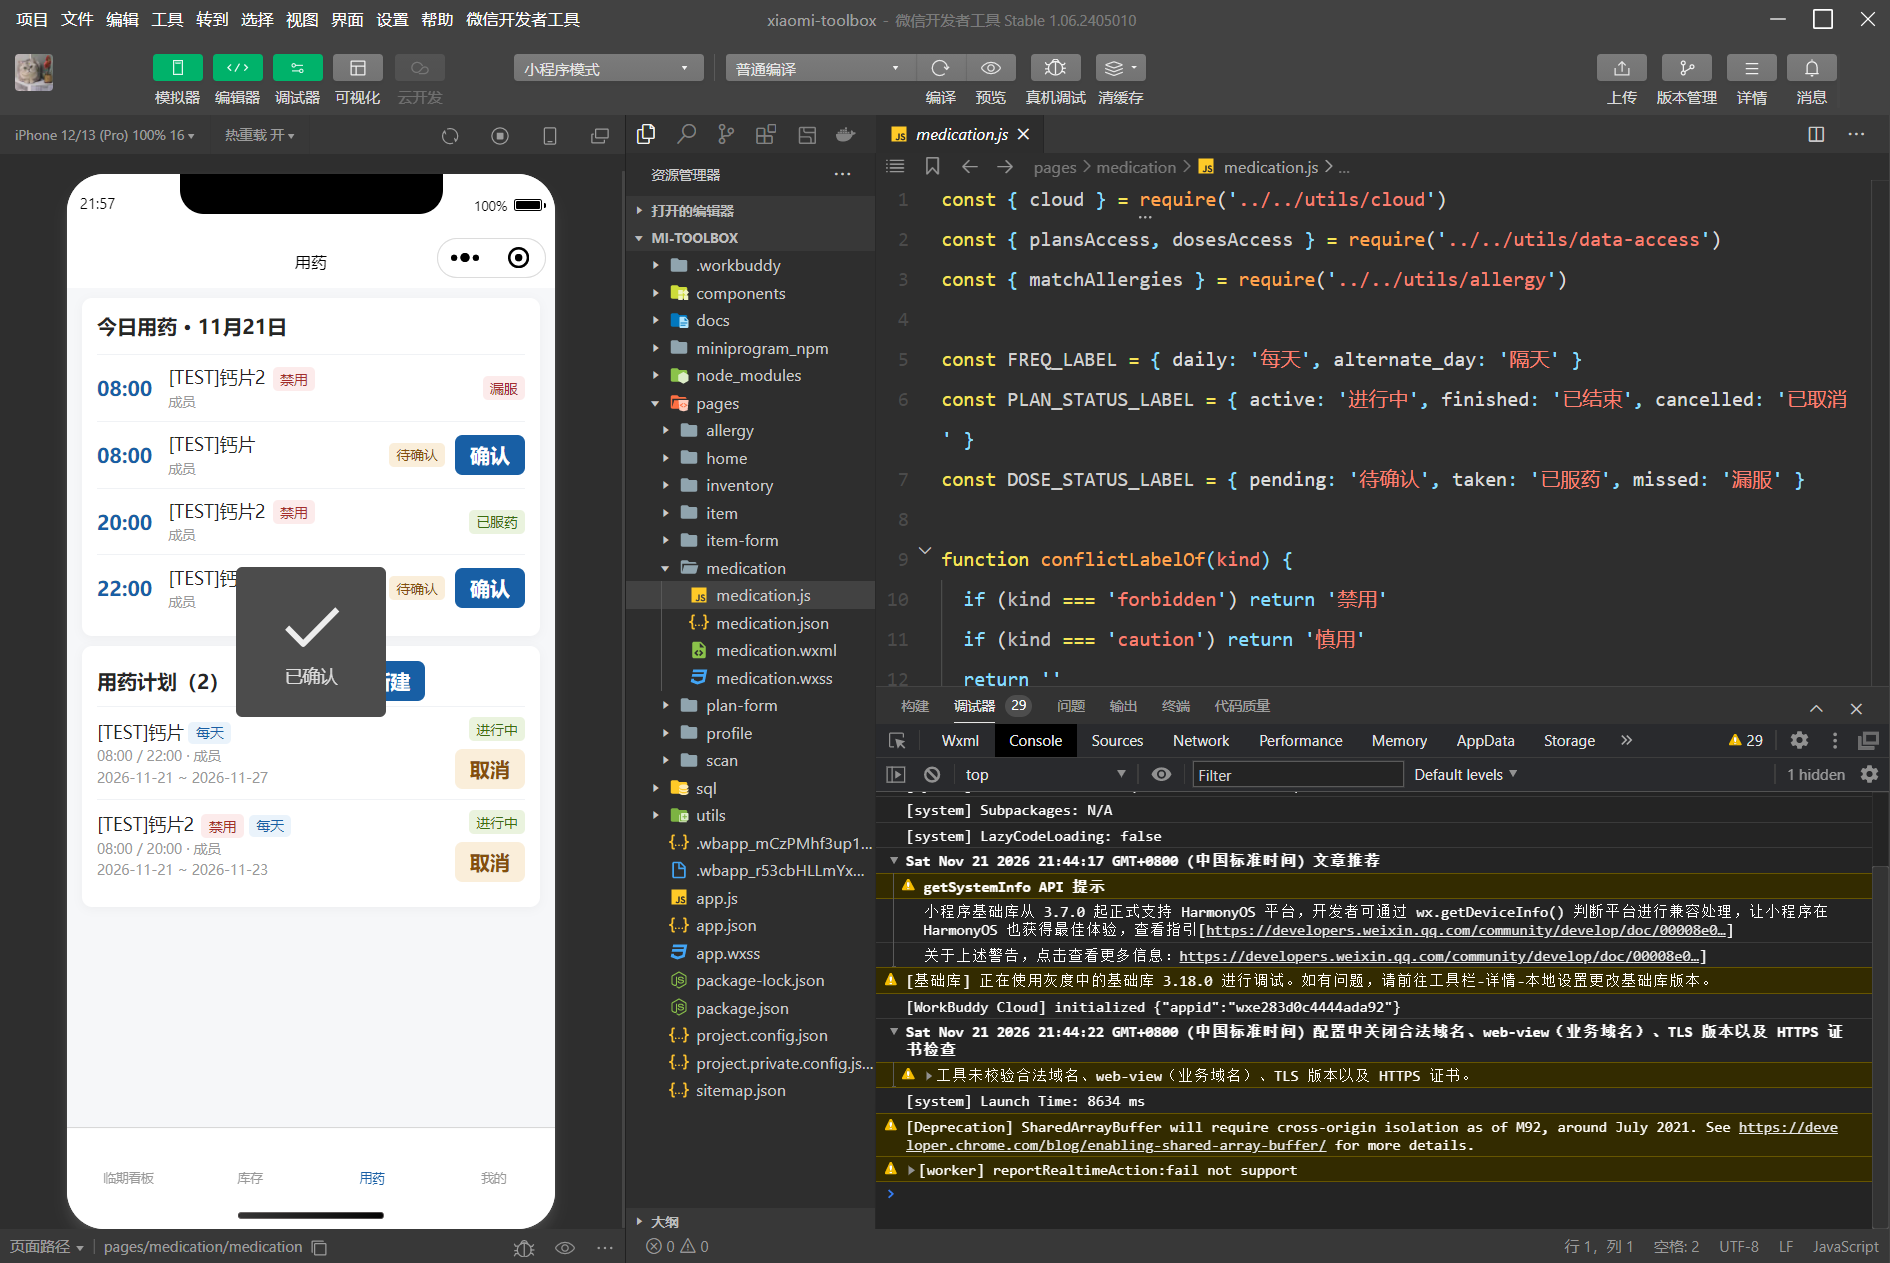 项目 文件 编辑 工具 转到 选择 视图 界面 设置 帮助 微信开发者工具
xiaomi-toolbox - 微信开发者工具 Stable 1.06.2405010
小程序模式
普通编译
模拟器 编辑器 调试器 可视化 云开发
编译 预览 真机调试 清缓存
上传 版本管理 详情 消息
iPhone 12/13 (Pro) 100% 16
热重载 开
21:57
100%
用药
今日用药 • 11月21日
08:00 [TEST]钙片2 禁用 漏服
成员
08:00 [TEST]钙片 待确认 确认
成员
20:00 [TEST]钙片2 禁用 已服药
成员
22:00 [TEST]钙 待确认 确认
成员
已确认
用药计划（2） 建
[TEST]钙片 每天 进行中
08:00 / 22:00 · 成员
2026-11-21 ~ 2026-11-27
取消
[TEST]钙片2 禁用 每天 进行中
08:00 / 20:00 · 成员
2026-11-21 ~ 2026-11-23
取消
临期看板 库存 用药 我的
页面路径 pages/medication/medication
资源管理器
打开的编辑器
MI-TOOLBOX
.workbuddy
components
docs
miniprogram_npm
node_modules
pages
allergy
home
inventory
item
item-form
medication
medication.js
medication.json
medication.wxml
medication.wxss
plan-form
profile
scan
sql
utils
.wbapp_mCzPMhf3up1...
.wbapp_r53cbHLLmYx...
app.js
app.json
app.wxss
package-lock.json
package.json
project.config.json
project.private.config.js...
sitemap.json
大纲
0 0
medication.js
pages > medication > medication.js > ...
1 const { cloud } = require('../../utils/cloud')
2 const { plansAccess, dosesAccess } = require('../../utils/data-access')
3 const { matchAllergies } = require('../../utils/allergy')
4
5 const FREQ_LABEL = { daily: '每天', alternate_day: '隔天' }
6 const PLAN_STATUS_LABEL = { active: '进行中', finished: '已结束', cancelled: '已取消
' }
7 const DOSE_STATUS_LABEL = { pending: '待确认', taken: '已服药', missed: '漏服' }
8
9 function conflictLabelOf(kind) {
10 if (kind === 'forbidden') return '禁用'
11 if (kind === 'caution') return '慎用'
12 return ''
构建 调试器 29 问题 输出 终端 代码质量
Wxml Console Sources Network Performance Memory AppData Storage 29
top
Filter
Default levels
1 hidden
[system] Subpackages: N/A
[system] LazyCodeLoading: false
Sat Nov 21 2026 21:44:17 GMT+0800 (中国标准时间) 文章推荐
getSystemInfo API 提示
小程序基础库从 3.7.0 起正式支持 HarmonyOS 平台，开发者可通过 wx.getDeviceInfo() 判断平台进行兼容处理，让小程序在
HarmonyOS 也获得最佳体验，查看指引[https://developers.weixin.qq.com/community/develop/doc/00008e0…]
关于上述警告，点击查看更多信息：https://developers.weixin.qq.com/community/develop/doc/00008e0…]
[基础库] 正在使用灰度中的基础库 3.18.0 进行调试。如有问题，请前往工具栏-详情-本地设置更改基础库版本。
[WorkBuddy Cloud] initialized {"appid":"wxe283d0c4444ada92"}
Sat Nov 21 2026 21:44:22 GMT+0800 (中国标准时间) 配置中关闭合法域名、web-view（业务域名）、TLS 版本以及 HTTPS 证
书检查
工具未校验合法域名、web-view（业务域名）、TLS 版本以及 HTTPS 证书。
[system] Launch Time: 8634 ms
[Deprecation] SharedArrayBuffer will require cross-origin isolation as of M92, around July 2021. See https://deve
loper.chrome.com/blog/enabling-shared-array-buffer/ for more details.
[worker] reportRealtimeAction:fail not support
行 1，列 1 空格: 2 UTF-8 LF JavaScript